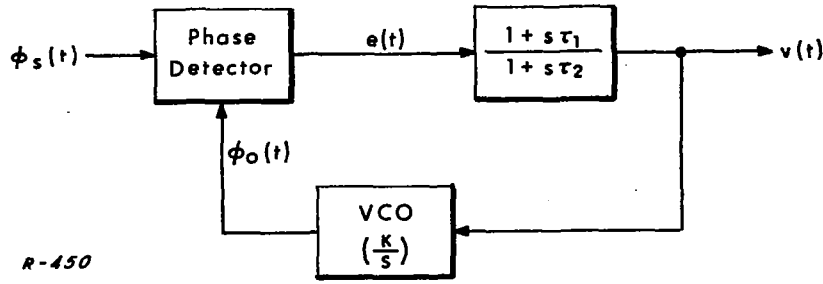 Phase
Detector
ϕs(t)
e(t)
1 + sτ1
1 + sτ2
v(t)
ϕo(t)
VCO
(K/S)
R-450